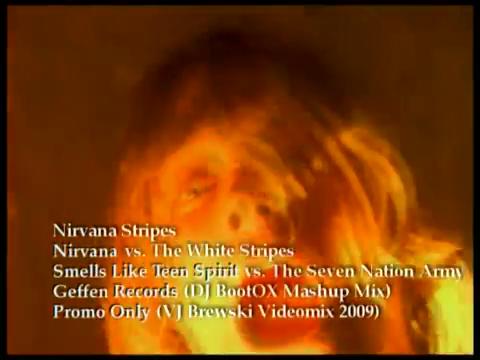 Nirvana Stripes
Nirvana vs. The White Stripes
Smells Like Teen Spirit vs. The Seven Nation Army
Geffen Records (DJ BootOX Mashup Mix)
Promo Only (VJ Brewski Videomix 2009)